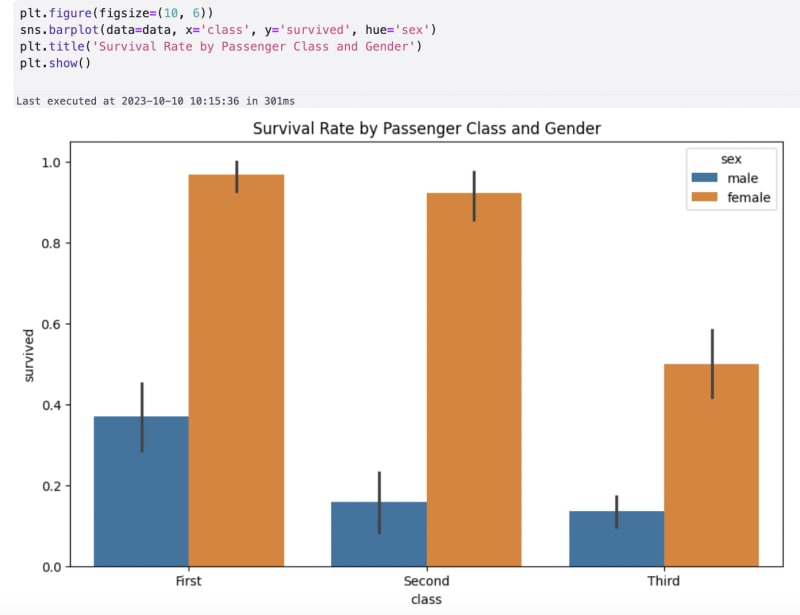 plt.figure(figsize=(10, 6))
sns.barplot(data=data, x='class', y='survived', hue='sex')
plt.title('Survival Rate by Passenger Class and Gender')
plt.show()
Last executed at 2023-10-10 10:15:36 in 301ms
Survival Rate by Passenger Class and Gender
sex
male
female
1.0
0.8
0.6
0.4
0.2
0.0
survived
First
Second
Third
class